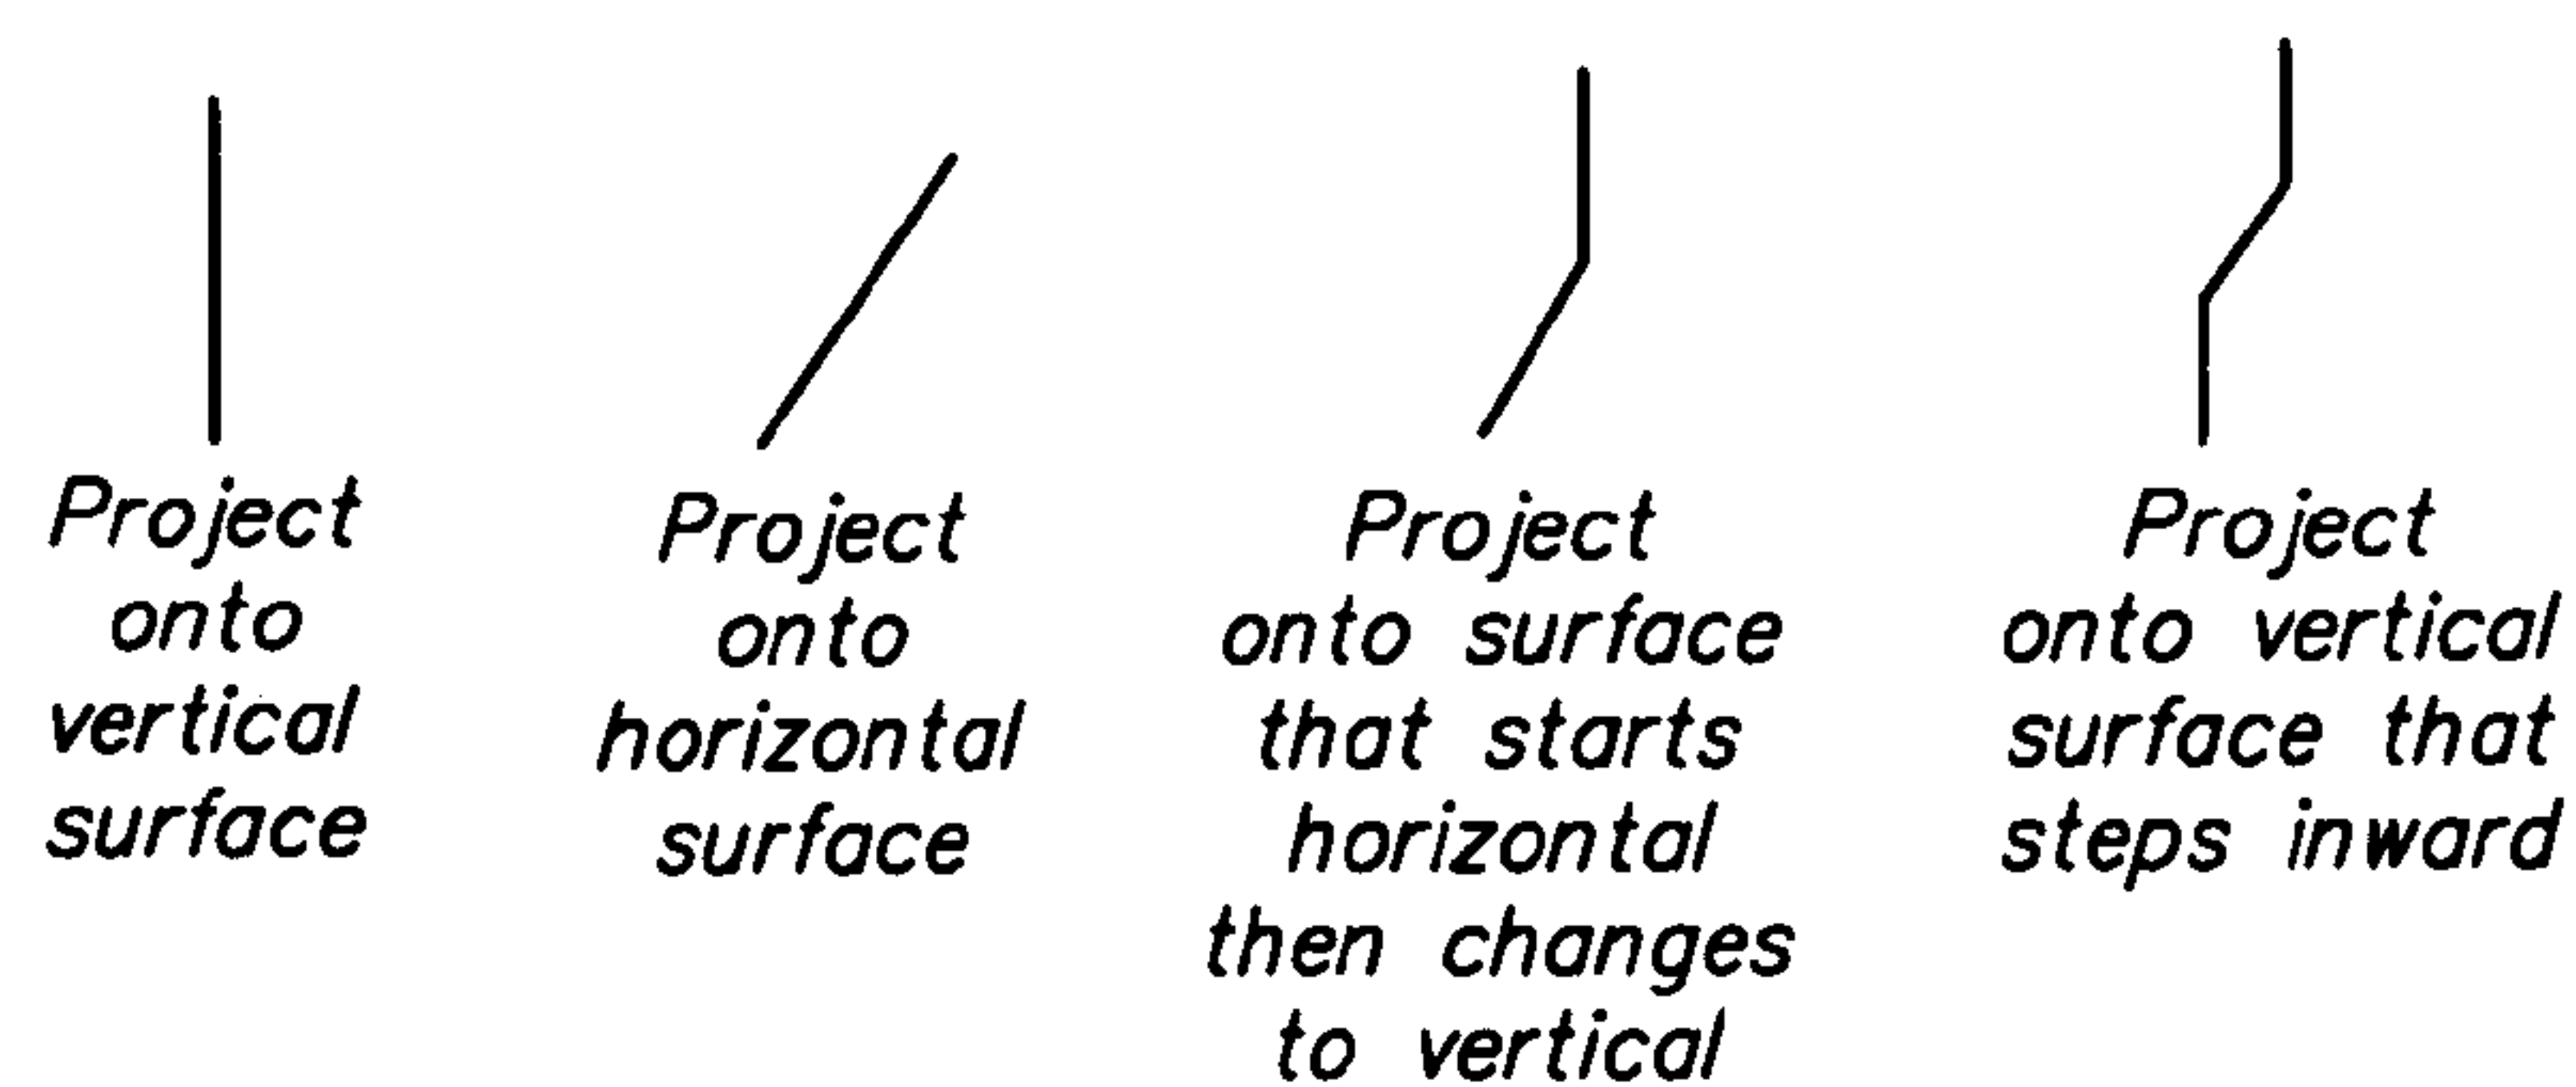 Project
onto
vertical
surface
Project
onto
horizontal
surface
Project
onto surface
that starts
horizontal
then changes
to vertical
Project
onto vertical
surface that
steps inward